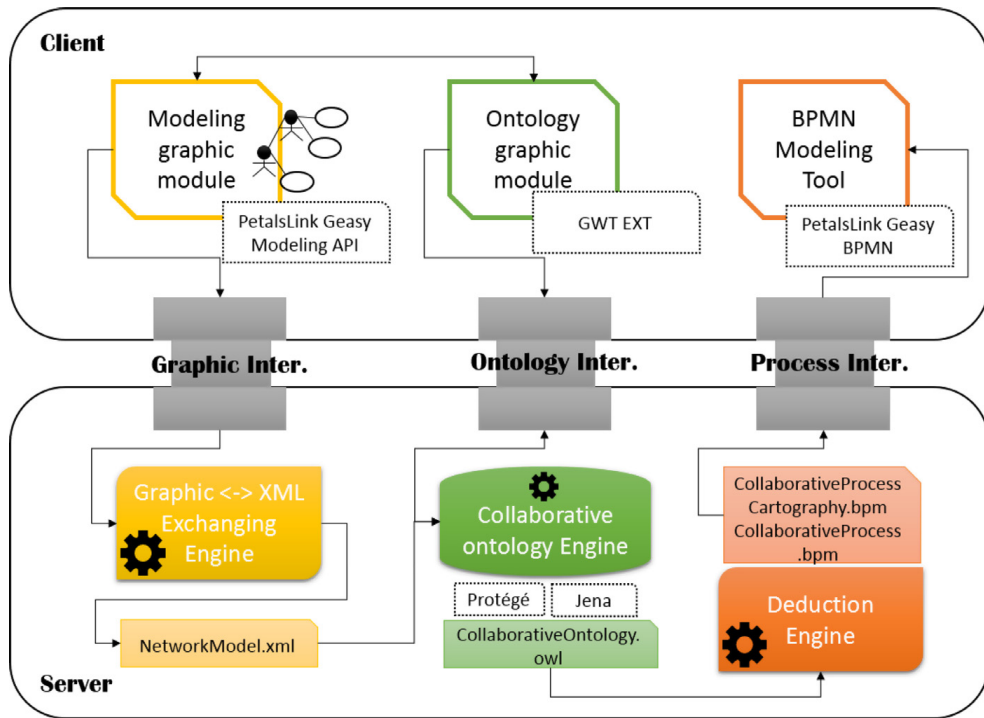 Client
Modeling
graphic
module
PetalsLink Geasy
Modeling API
Ontology
graphic
module
GWT EXT
BPMN
Modeling
Tool
PetalsLink Geasy
BPMN
Graphic Inter.
Ontology Inter.
Process Inter.
Graphic <-> XML
Exchanging
Engine
NetworkModel.xml
Collaborative
ontology Engine
Protégé
Jena
CollaborativeOntology.
owl
CollaborativeProcess
Cartography.bpm
CollaborativeProcess
.bpm
Deduction
Engine
Server